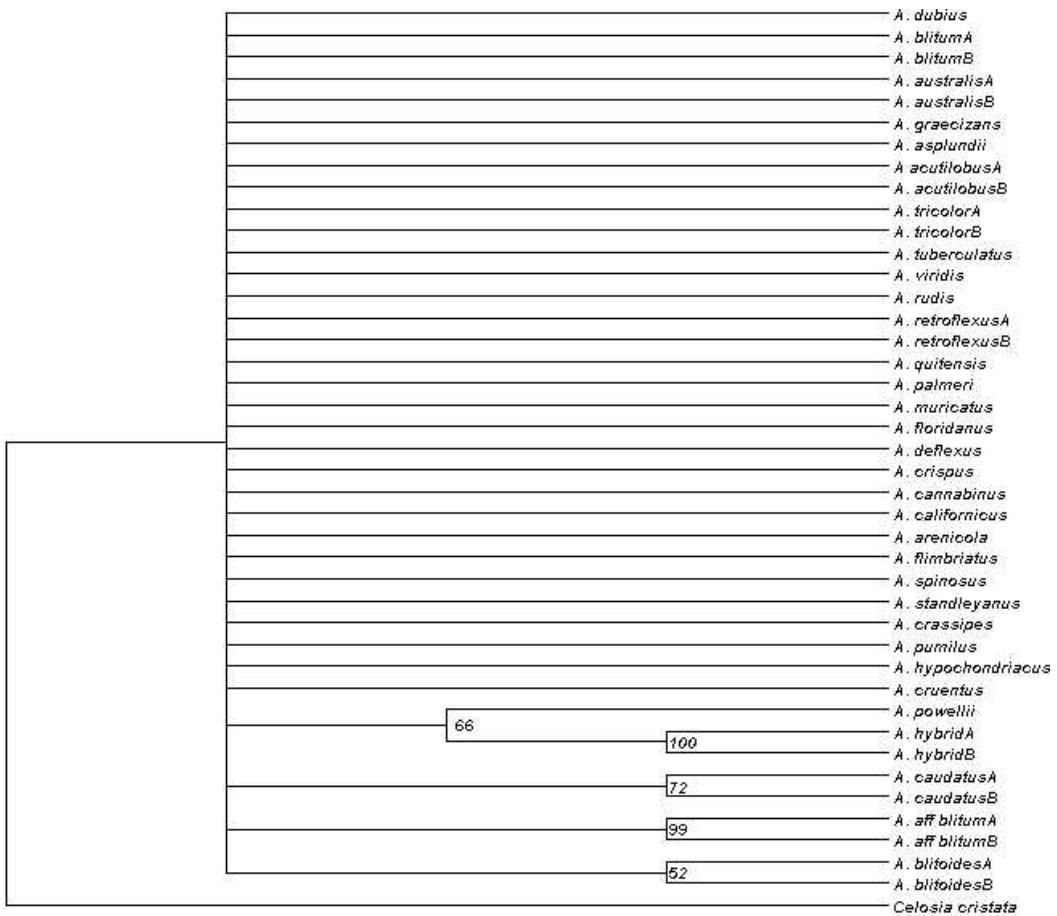 A. dubius
A. blitumA
A. blitumB
A. australisA
A. australisB
A. graecizans
A. asplundii
A acutilobusA
A. acutilobusB
A. tricolorA
A. tricolorB
A. tuberculatus
A. viridis
A. rudis
A. retroflexusA
A. retroflexusB
A. quitensis
A. palmeri
A. muricatus
A. floridanus
A. deflexus
A. crispus
A. cannabinus
A. californicus
A. arenicola
A. flimbriatus
A. spinosus
A. standleyanus
A. crassipes
A. pumilus
A. hypochondriacus
A. cruentus
A. powellii
66
A. hybridA
100
A. hybridB
A. caudatusA
72
A. caudatusB
A. aff blitumA
99
A. aff blitumB
A. blitoidesA
52
A. blitoidesB
Celosia cristata